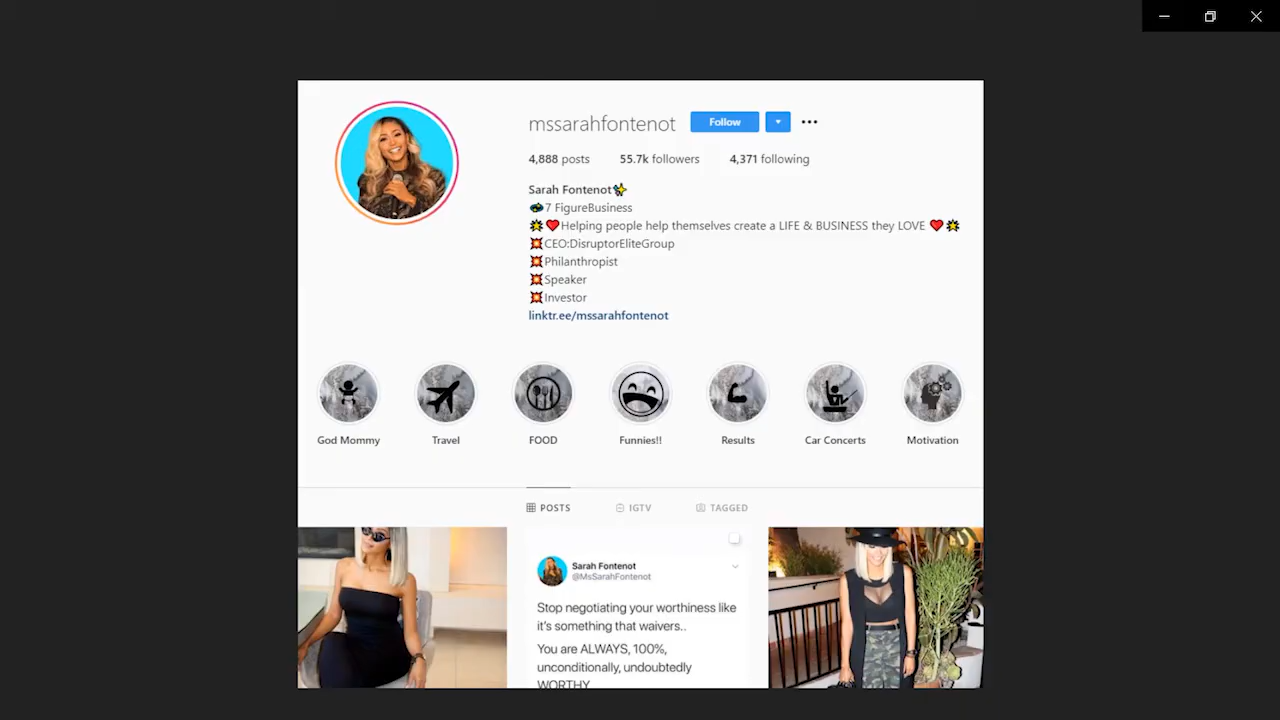 mssarahfontenot Follow
4,888 posts 55.7k followers 4,371 following
Sarah Fontenot
7 FigureBusiness
Helping people help themselves create a LIFE & BUSINESS they LOVE
CEO:DisruptorEliteGroup
Philanthropist
Speaker
Investor
linktr.ee/mssarahfontenot
God Mommy Travel FOOD Funnies!! Results Car Concerts Motivation
POSTS IGTV TAGGED
Sarah Fontenot
@MsSarahFontenot
Stop negotiating your worthiness like
it's something that waivers..
You are ALWAYS, 100%,
unconditionally, undoubtedly
WORTHY